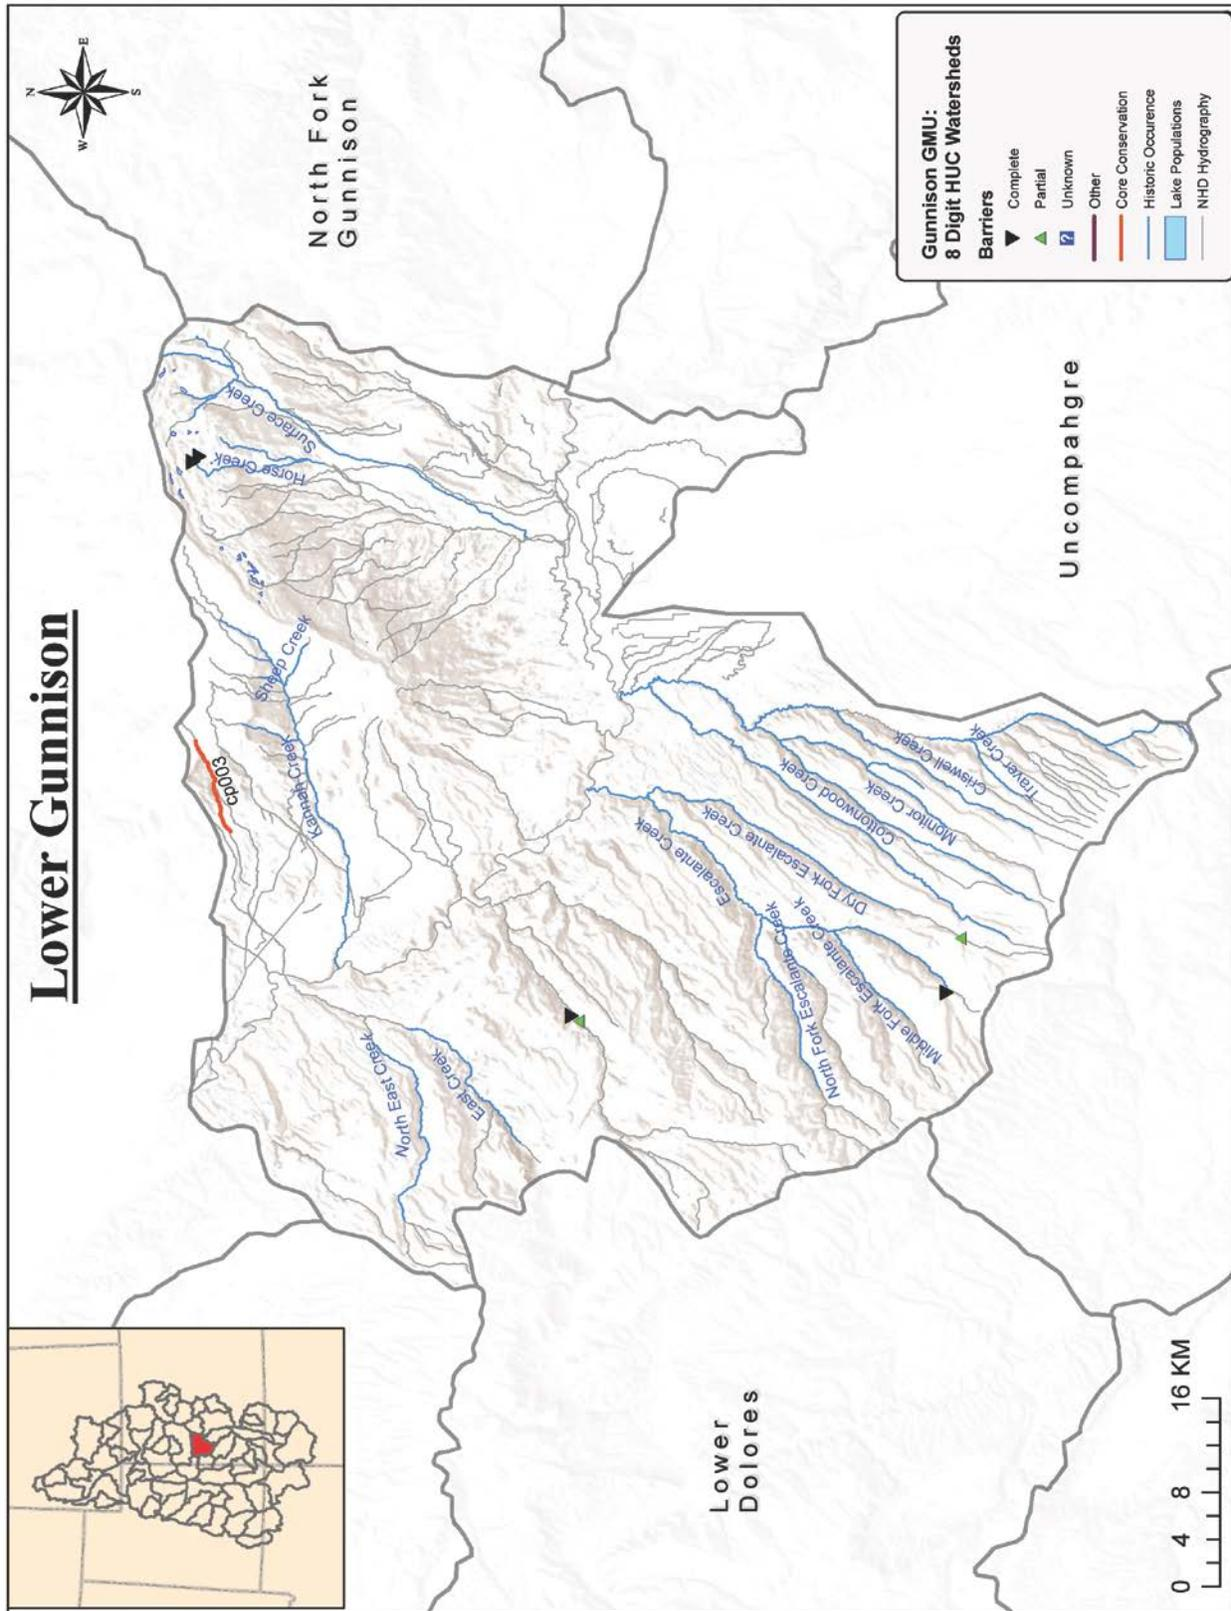 Lower Gunnison
N
W
E
S
North Fork
Gunnison
Surface Creek
Horse Creek
Sheep Creek
cp003
Kannah Creek
North East Creek
East Creek
Escalante Creek
Dry Fork Escalante Creek
Cottonwood Creek
Monitor Creek
Criswell Creek
Traver Creek
North Fork Escalante Creek
Middle Fork Escalante Creek
Uncompahgre
Lower
Dolores
0 4 8 16 KM
Gunnison GMU:
8 Digit HUC Watersheds
Barriers
Complete
Partial
?
Unknown
Other
Core Conservation
Historic Occurence
Lake Populations
NHD Hydrography